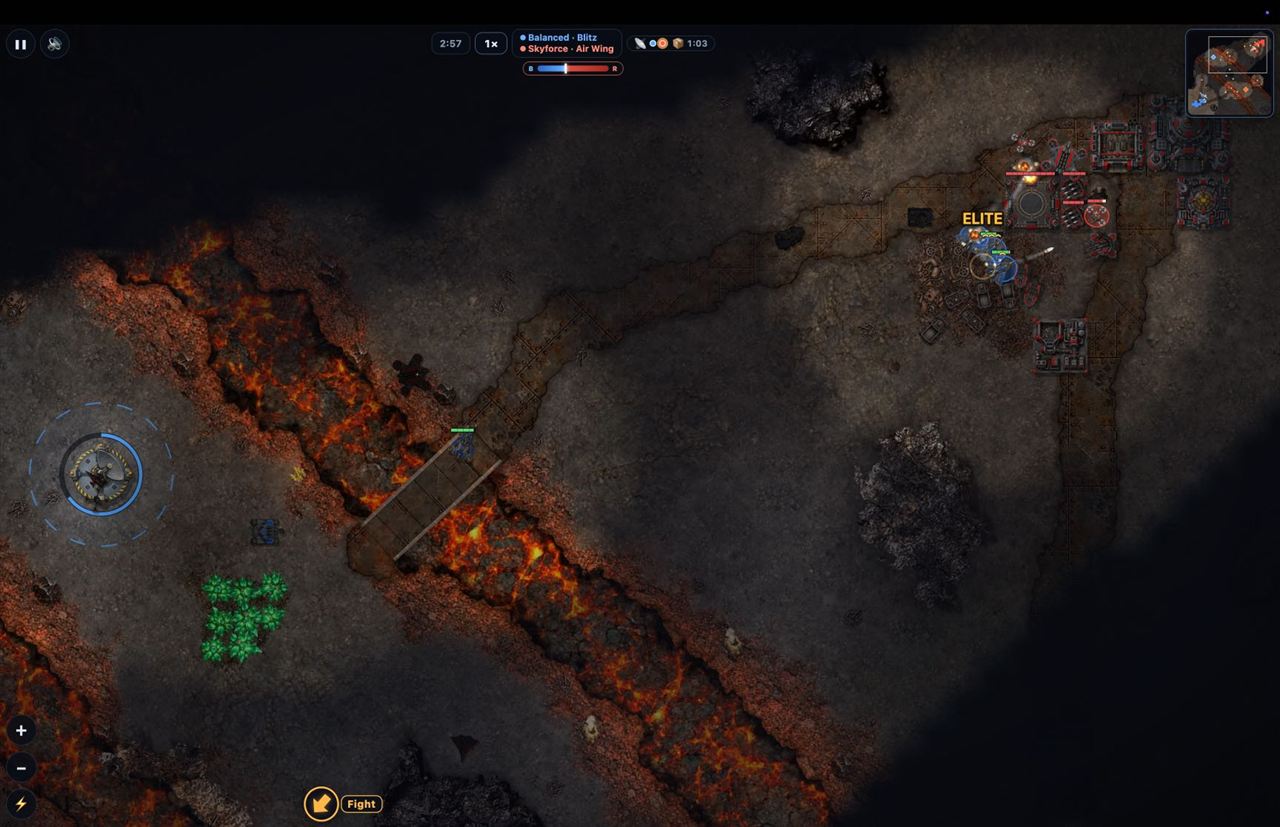 2:57
1×
Balanced · Blitz
Skyforce · Air Wing
1:03
B
R
ELITE
Fight